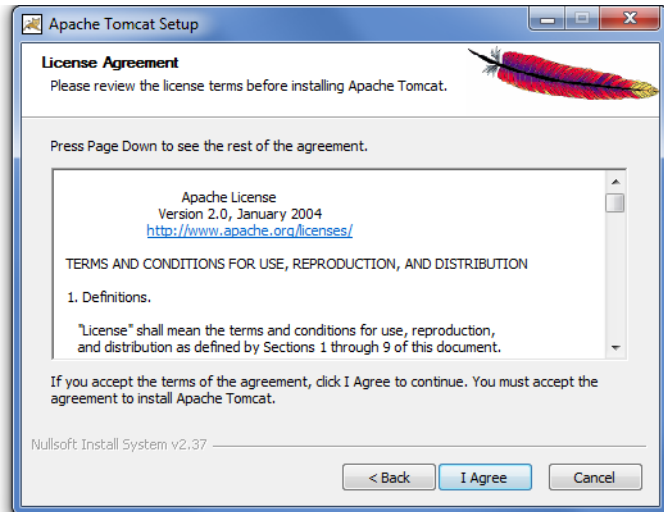 Apache Tomcat Setup
License Agreement
Please review the license terms before installing Apache Tomcat.
Press Page Down to see the rest of the agreement.
Apache License
Version 2.0, January 2004
http://www.apache.org/licenses/
TERMS AND CONDITIONS FOR USE, REPRODUCTION, AND DISTRIBUTION
1. Definitions.
"License" shall mean the terms and conditions for use, reproduction,
and distribution as defined by Sections 1 through 9 of this document.
If you accept the terms of the agreement, click I Agree to continue. You must accept the
agreement to install Apache Tomcat.
Nullsoft Install System v2.37
< Back
I Agree
Cancel